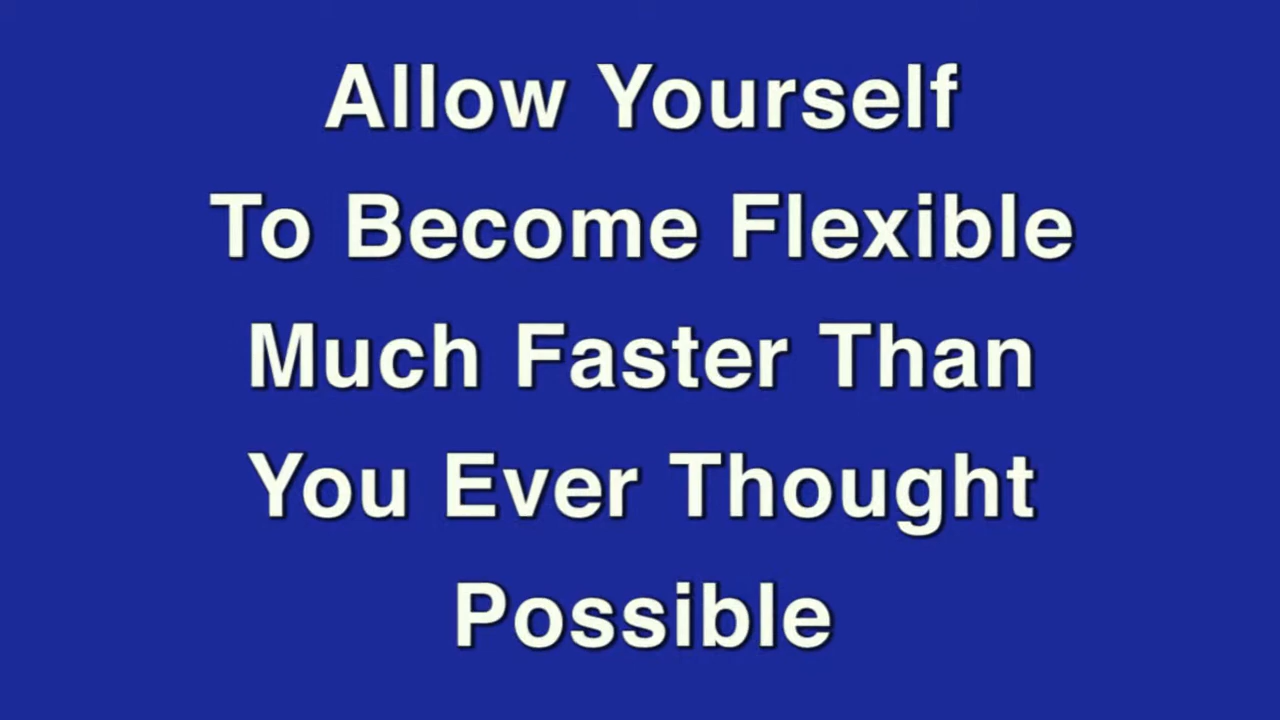 Allow Yourself
To Become Flexible
Much Faster Than
You Ever Thought
Possible